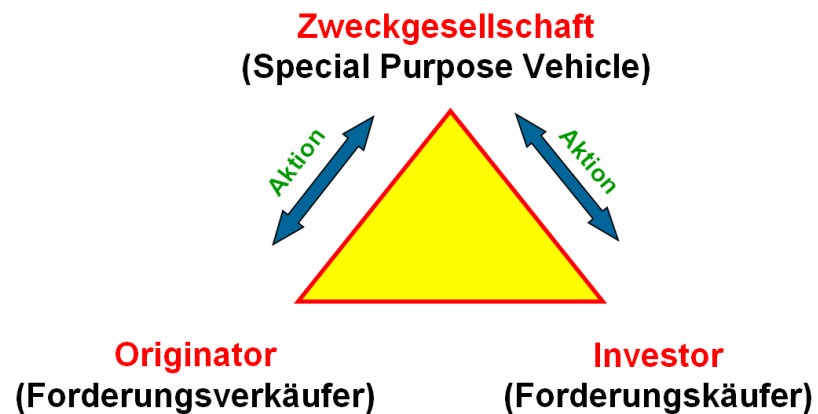 Zweckgesellschaft
(Special Purpose Vehicle)
Aktion
Aktion
Originator
(Forderungsverkäufer)
Investor
(Forderungskäufer)